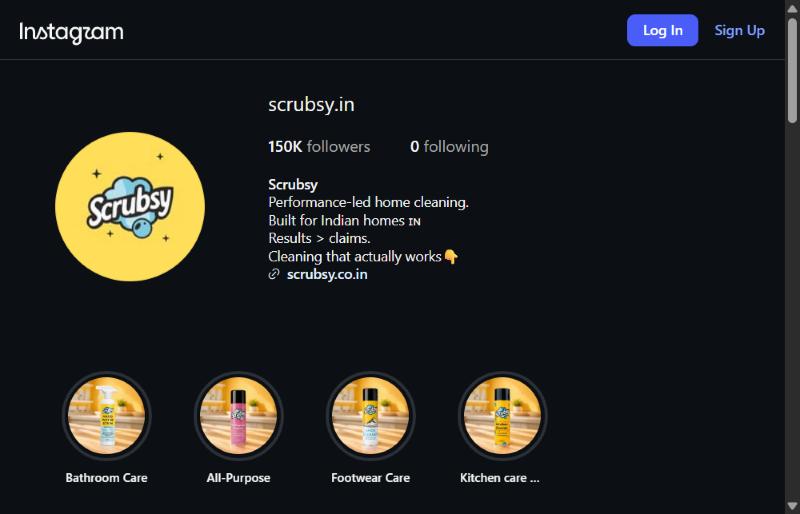 Instagram
Log In
Sign Up
scrubsy.in
150K followers
0 following
Scrubsy
Scrubsy
Performance-led home cleaning.
Built for Indian homes ɪɴ
Results > claims.
Cleaning that actually works👇
scrubsy.co.in
Bathroom Care
All-Purpose
Footwear Care
Kitchen care ...